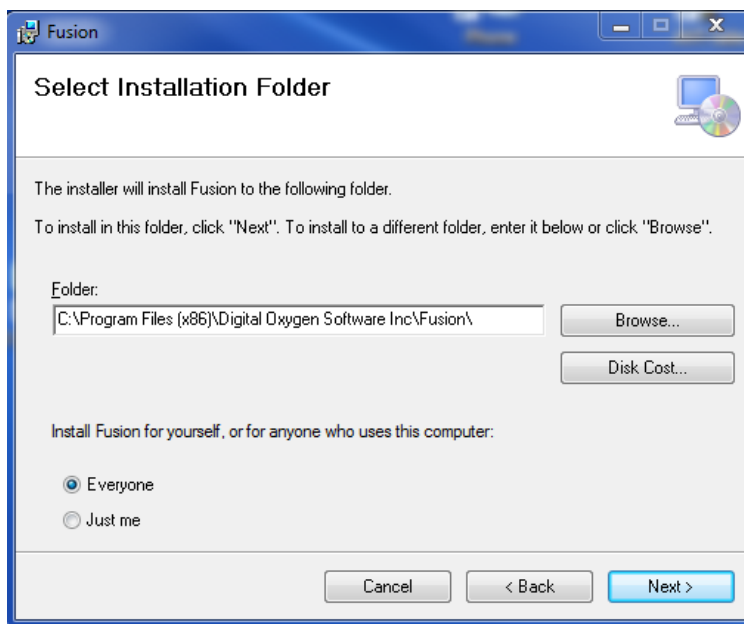 Fusion
Select Installation Folder
The installer will install Fusion to the following folder.
To install in this folder, click "Next". To install to a different folder, enter it below or click "Browse".
Folder:
C:\Program Files (x86)\Digital Oxygen Software Inc\Fusion\
Browse...
Disk Cost...
Install Fusion for yourself, or for anyone who uses this computer:
Everyone
Just me
Cancel
< Back
Next >